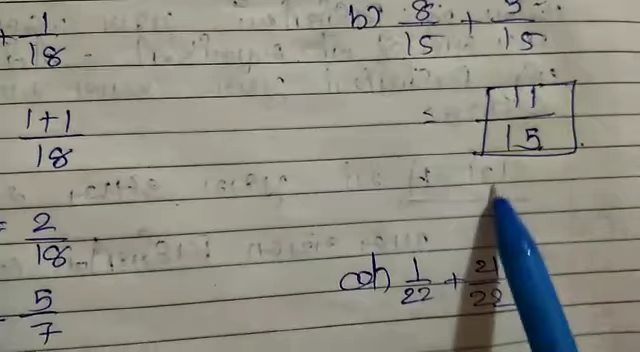 + 1/18
1+1/18
= 2/18
= 5/7
b) 8/15 + 3/15
= 11/15
1/22 + 21/22